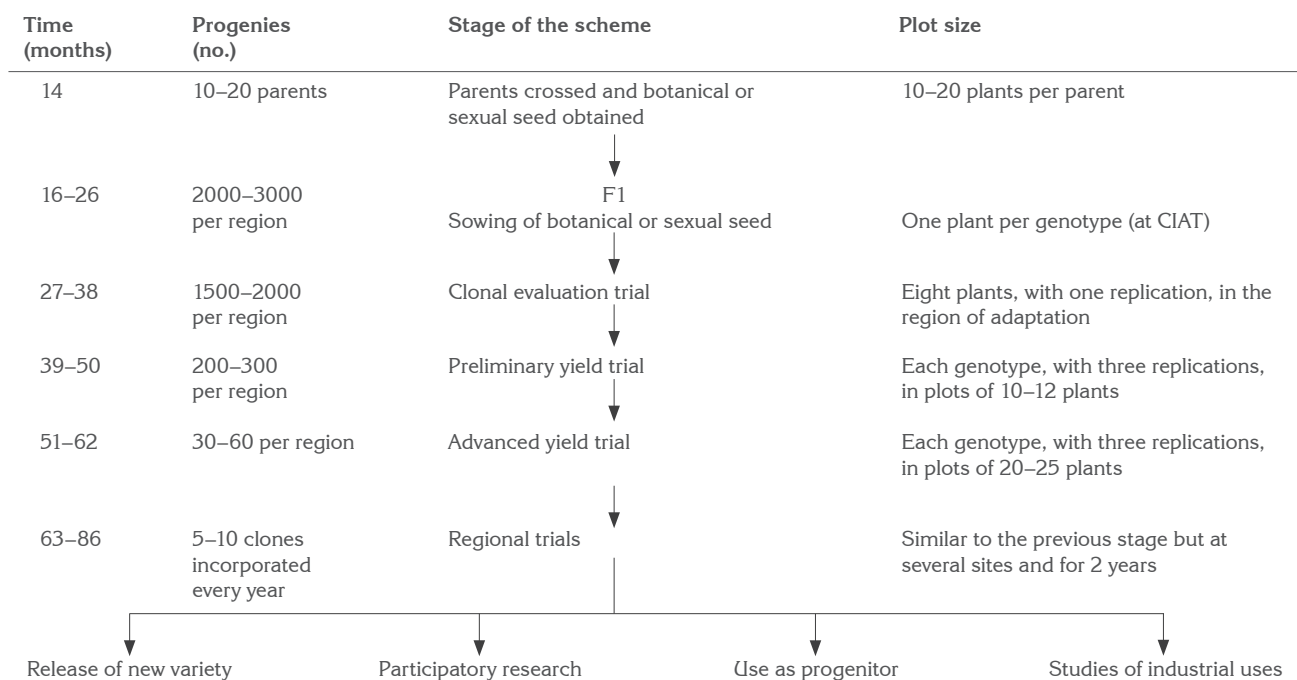 Time Progenies Stage of the scheme Plot size
(months) (no.)
14 10–20 parents Parents crossed and botanical or 10–20 plants per parent
sexual seed obtained
16–26 2000–3000 F1
per region Sowing of botanical or sexual seed One plant per genotype (at CIAT)
27–38 1500–2000 Clonal evaluation trial Eight plants, with one replication, in the
per region region of adaptation
39–50 200–300 Preliminary yield trial Each genotype, with three replications,
per region in plots of 10–12 plants
51–62 30–60 per region Advanced yield trial Each genotype, with three replications,
in plots of 20–25 plants
63–86 5–10 clones Regional trials Similar to the previous stage but at
incorporated several sites and for 2 years
every year
Release of new variety Participatory research Use as progenitor Studies of industrial uses